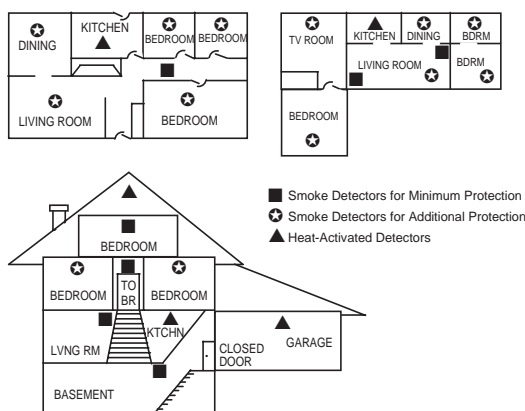 DINING
KITCHEN
BEDROOM
BEDROOM
LIVING ROOM
BEDROOM
TV ROOM
KITCHEN
DINING
BDRM
LIVING ROOM
BDRM
BEDROOM
Smoke Detectors for Minimum Protection
Smoke Detectors for Additional Protection
Heat-Activated Detectors
BEDROOM
BEDROOM
TO
BR
BEDROOM
LVNG RM
KTCHN
CLOSED
DOOR
GARAGE
BASEMENT